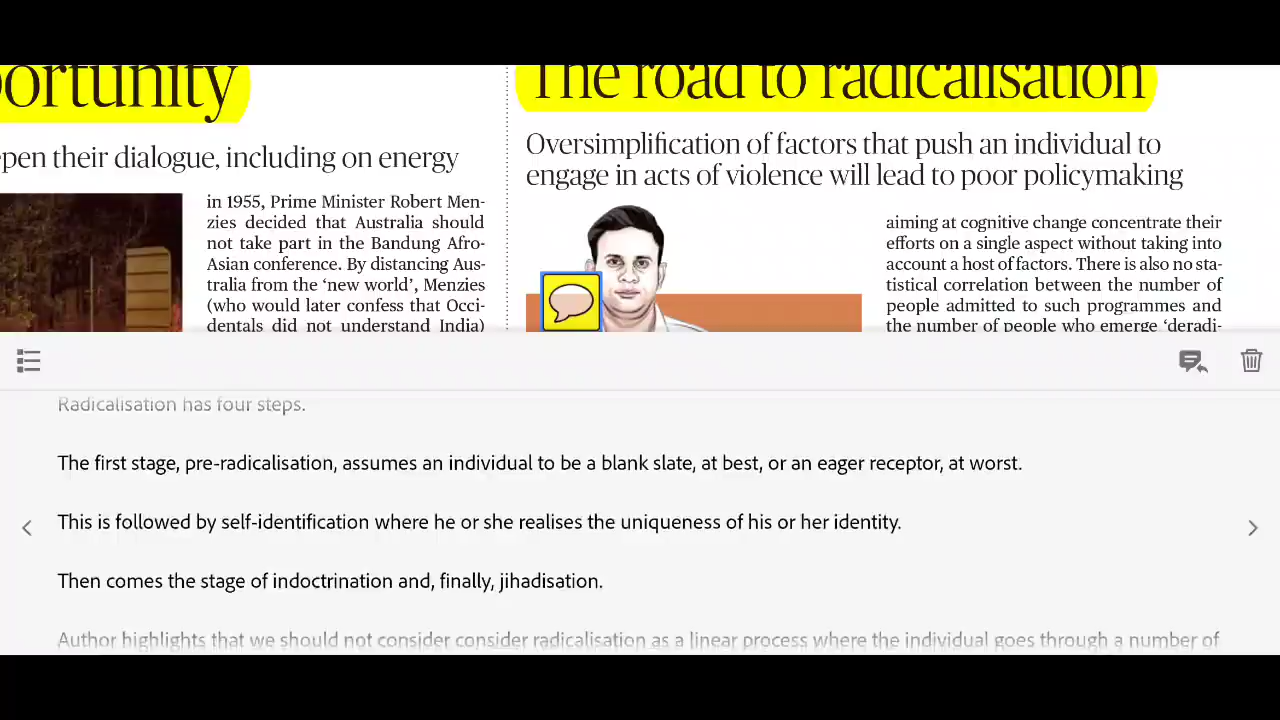 portunity
epen their dialogue, including on energy
in 1955, Prime Minister Robert Men-
zies decided that Australia should
not take part in the Bandung Afro-
Asian conference. By distancing Aus-
tralia from the ‘new world’, Menzies
(who would later confess that Occi-
dentals did not understand India)
The road to radicalisation
Oversimplification of factors that push an individual to
engage in acts of violence will lead to poor policymaking
aiming at cognitive change concentrate their
efforts on a single aspect without taking into
account a host of factors. There is also no sta-
tistical correlation between the number of
people admitted to such programmes and
the number of people who emerge ‘deradi-
Radicalisation has four steps.
The first stage, pre-radicalisation, assumes an individual to be a blank slate, at best, or an eager receptor, at worst.
This is followed by self-identification where he or she realises the uniqueness of his or her identity.
Then comes the stage of indoctrination and, finally, jihadisation.
Author highlights that we should not consider consider radicalisation as a linear process where the individual goes through a number of